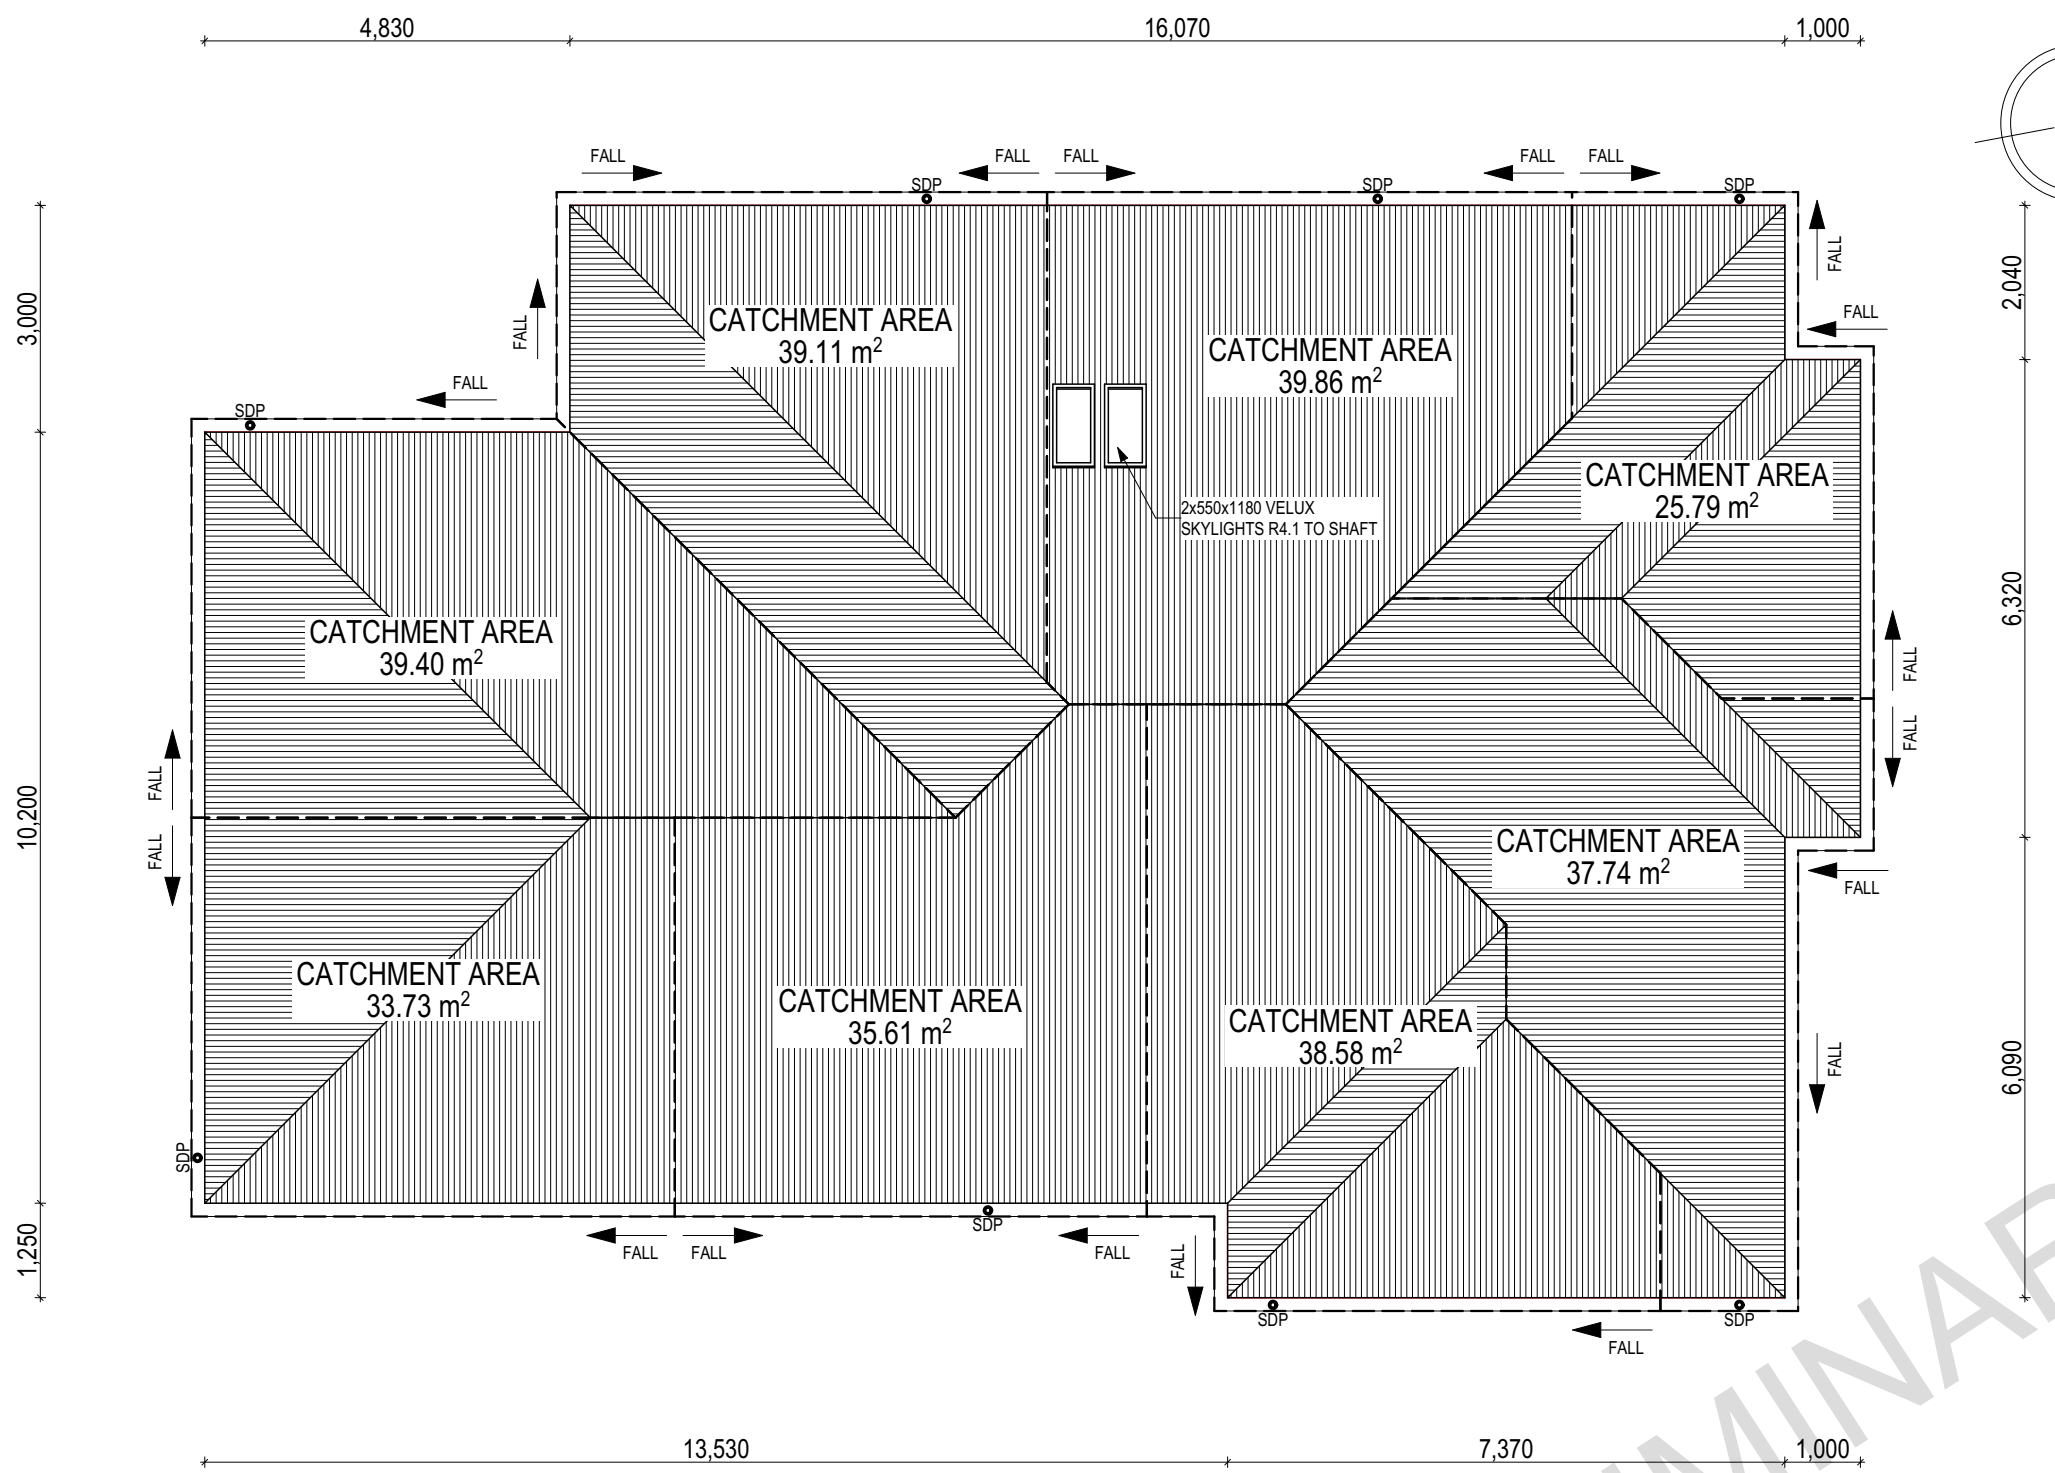 4,830
16,070
1,000
FALL
FALL
FALL
FALL
FALL
SDP
SDP
SDP
3,000
2,040
FALL
FALL
FALL
FALL
SDP
CATCHMENT AREA
39.11 m²
CATCHMENT AREA
39.86 m²
CATCHMENT AREA
25.79 m²
2x550x1180 VELUX
SKYLIGHTS R4.1 TO SHAFT
6,320
CATCHMENT AREA
39.40 m²
FALL
FALL
10,200
FALL
FALL
CATCHMENT AREA
37.74 m²
FALL
CATCHMENT AREA
33.73 m²
CATCHMENT AREA
35.61 m²
CATCHMENT AREA
38.58 m²
FALL
6,090
SDP
SDP
1,250
FALL
FALL
FALL
FALL
SDP
SDP
FALL
13,530
7,370
1,000